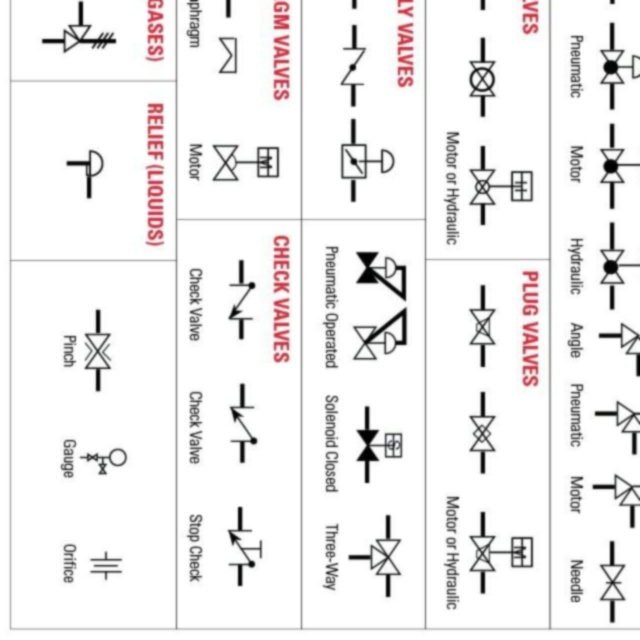 Pneumatic
Motor
Hydraulic
Angle
Pneumatic
Motor
Needle
LVES
Motor or Hydraulic
PLUG VALVES
M
Motor or Hydraulic
LY VALVES
Pneumatic Operated
S
Solenoid Closed
Three-Way
GM VALVES
phragm
M
Motor
CHECK VALVES
Check Valve
Check Valve
Stop Check
GASES)
RELIEF (LIQUIDS)
Pinch
Gauge
Orifice